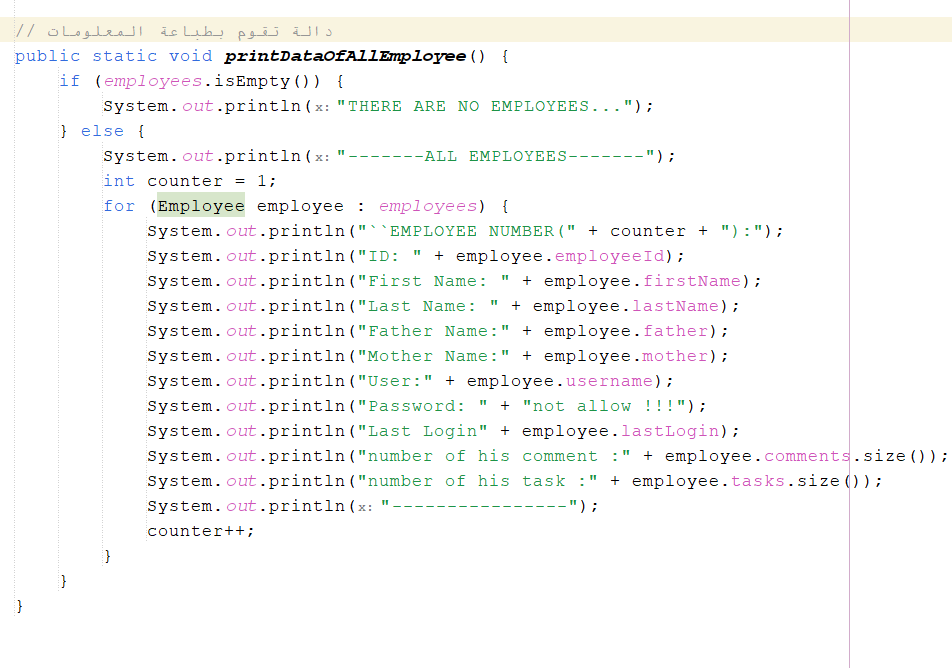 // دالة تقوم بطباعة المعلومات
public static void printDataOfAllEmployee() {
    if (employees.isEmpty()) {
        System.out.println(x: "THERE ARE NO EMPLOYEES...");
    } else {
        System.out.println(x: "-------ALL EMPLOYEES-------");
        int counter = 1;
        for (Employee employee : employees) {
            System.out.println("``EMPLOYEE NUMBER(" + counter + "):");
            System.out.println("ID: " + employee.employeeId);
            System.out.println("First Name: " + employee.firstName);
            System.out.println("Last Name: " + employee.lastName);
            System.out.println("Father Name:" + employee.father);
            System.out.println("Mother Name:" + employee.mother);
            System.out.println("User:" + employee.username);
            System.out.println("Password: " + "not allow !!!");
            System.out.println("Last Login" + employee.lastLogin);
            System.out.println("number of his comment :" + employee.comments.size());
            System.out.println("number of his task :" + employee.tasks.size());
            System.out.println(x: "----------------");
            counter++;
        }
    }
}